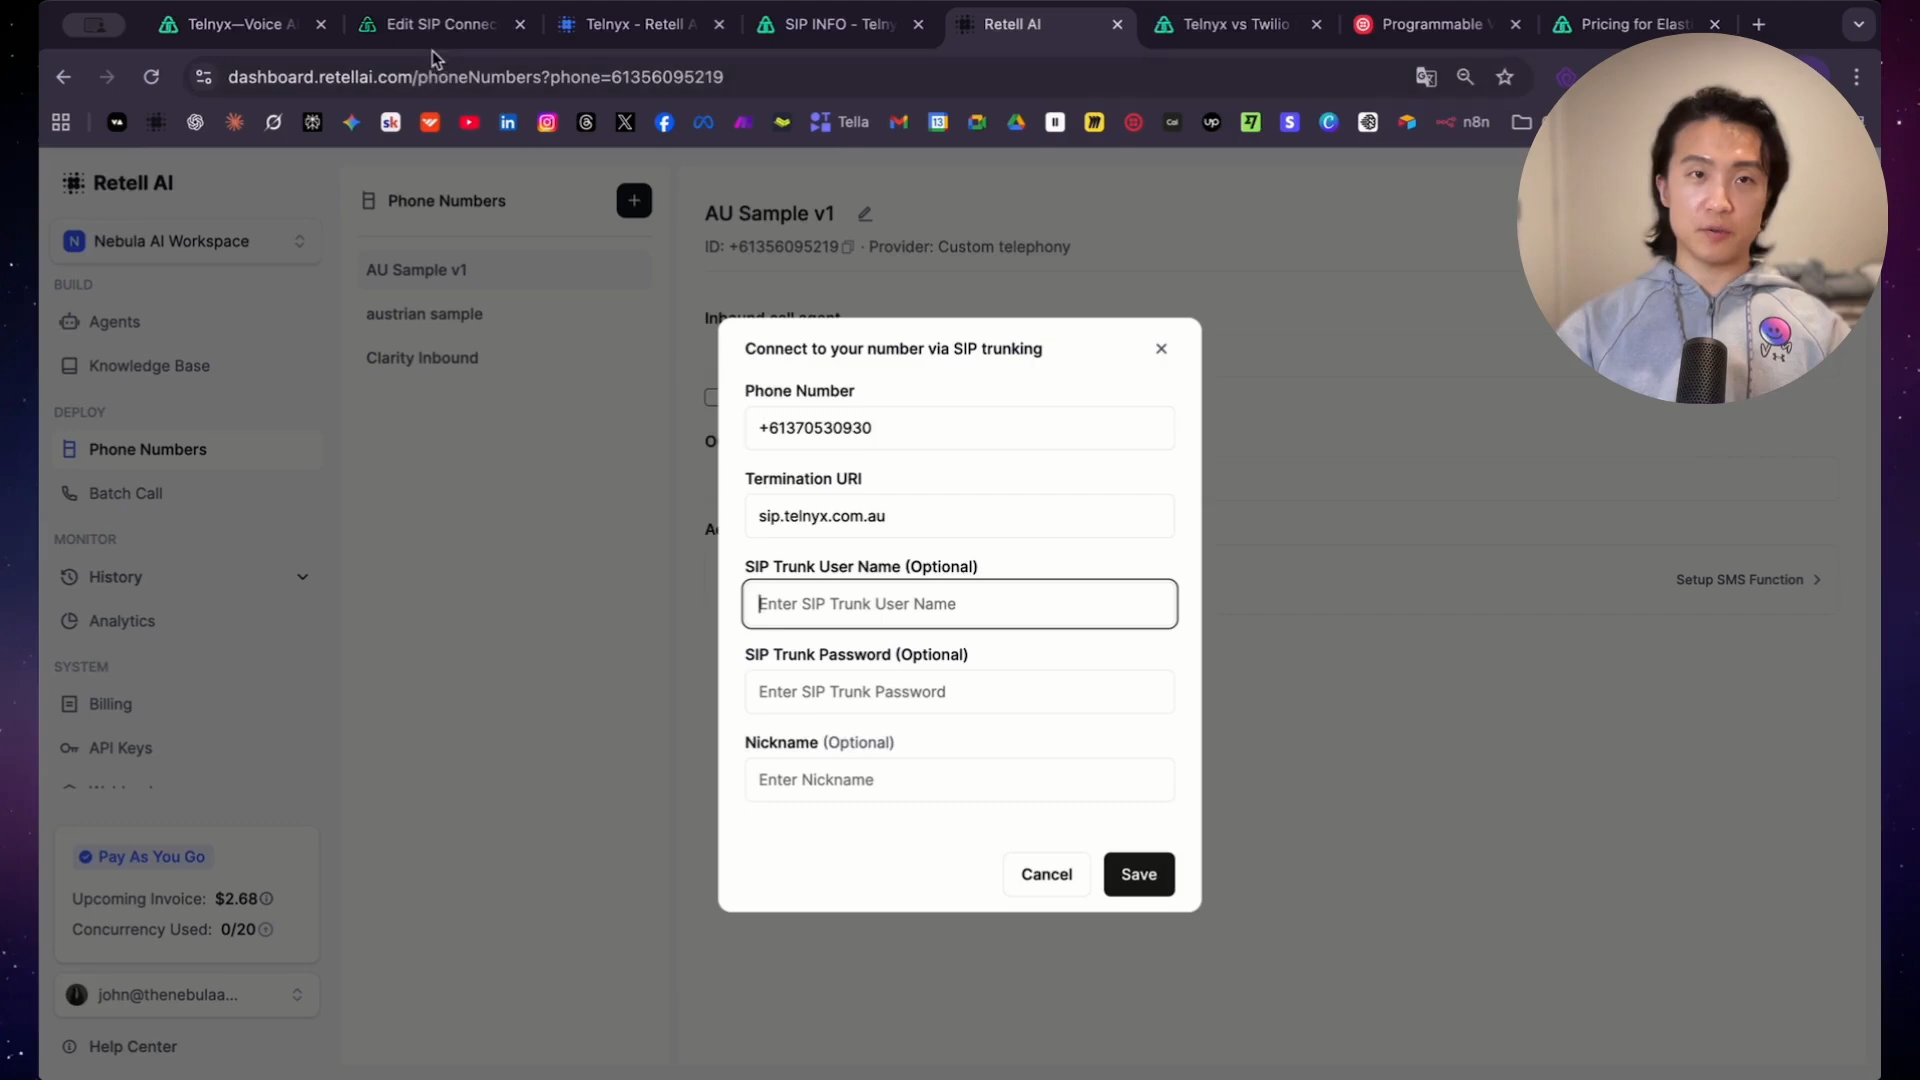 Telnyx—Voice A
Edit SIP Connec
Telnyx - Retell A
SIP INFO - Telny
Retell AI
Telnyx vs Twilio
Programmable V
Pricing for Elast
dashboard.retellai.com/phoneNumbers?phone=61356095219
Tella
n8n
Retell AI
N Nebula AI Workspace
BUILD
Agents
Knowledge Base
DEPLOY
Phone Numbers
Batch Call
MONITOR
History
Analytics
SYSTEM
Billing
API Keys
Pay As You Go
Upcoming Invoice: $2.68
Concurrency Used: 0/20
john@thenebulaa...
Help Center
Phone Numbers
AU Sample v1
austrian sample
Clarity Inbound
AU Sample v1
ID: +61356095219 · Provider: Custom telephony
Inbound call agent
Setup SMS Function
Connect to your number via SIP trunking
Phone Number
+61370530930
Termination URI
sip.telnyx.com.au
SIP Trunk User Name (Optional)
Enter SIP Trunk User Name
SIP Trunk Password (Optional)
Enter SIP Trunk Password
Nickname (Optional)
Enter Nickname
Cancel
Save